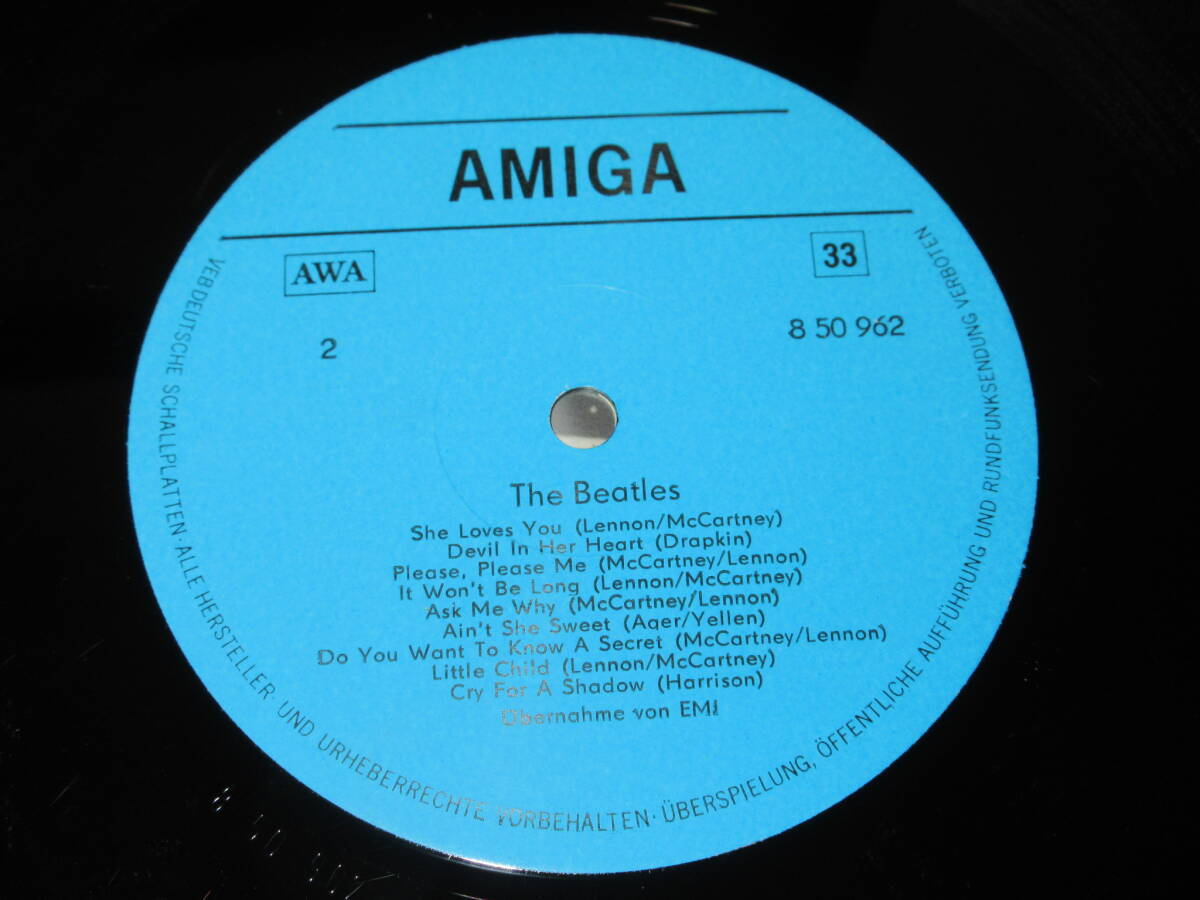 AMIGA
AWA
33
2
8 50 962
The Beatles
She Loves You (Lennon/McCartney)
Devil In Her Heart (Drapkin)
Please, Please Me (McCartney/Lennon)
It Won't Be Long (Lennon/McCartney)
Ask Me Why (McCartney/Lennon)
Ain't She Sweet (Ager/Yellen)
Do You Want To Know A Secret (McCartney/Lennon)
Little Child (Lennon/McCartney)
Cry For A Shadow (Harrison)
Übernahme von EMI
VEB DEUTSCHE SCHALLPLATTEN · ALLE HERSTELLER- UND URHEBERRECHTE VORBEHALTEN · ÜBERSPIELUNG, ÖFFENTLICHE AUFFÜHRUNG UND RUNDFUNKSENDUNG VERBOTEN